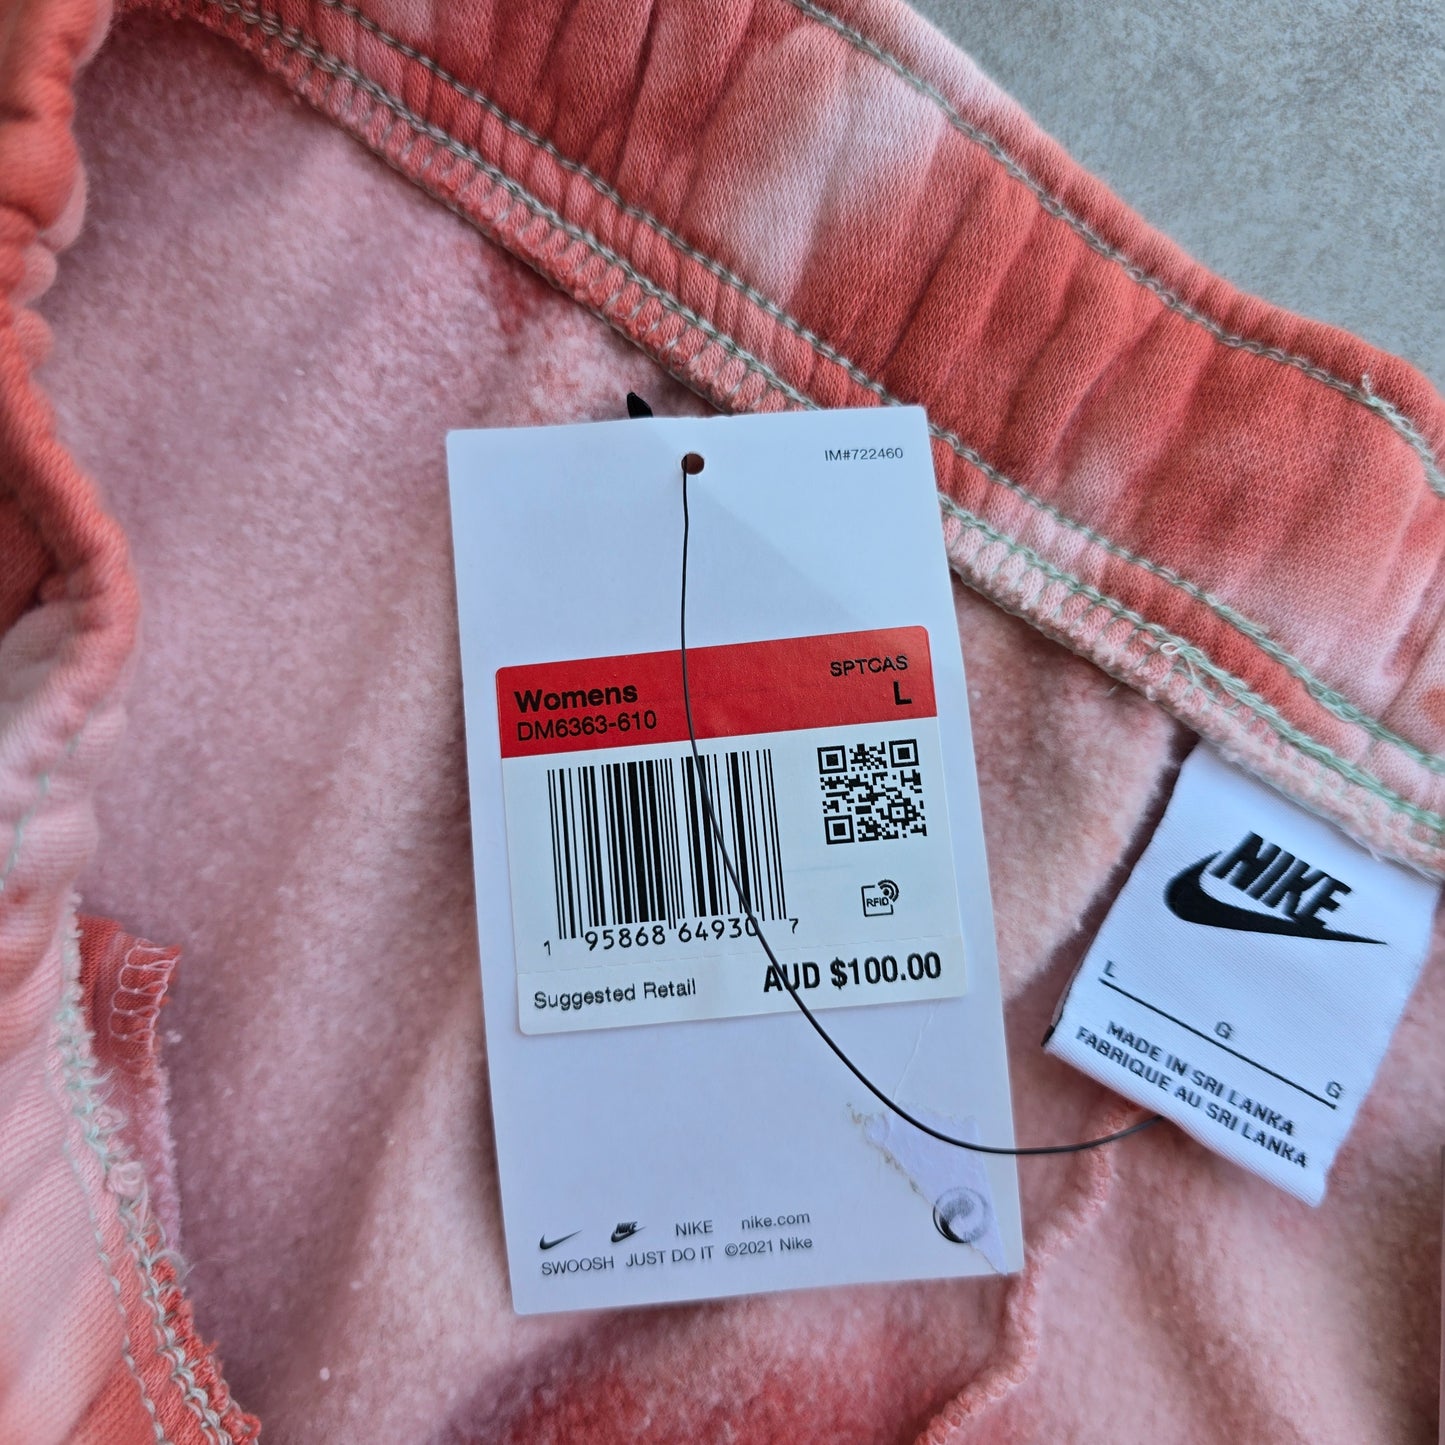 IM#722460
Womens
DM6363-610
SPTCAS
L
1 95868 64930 7
RFID
Suggested Retail
AUD $100.00
NIKE
NIKE nike.com
SWOOSH JUST DO IT ©2021 Nike
NIKE
L
G
G
MADE IN SRI LANKA
FABRIQUE AU SRI LANKA